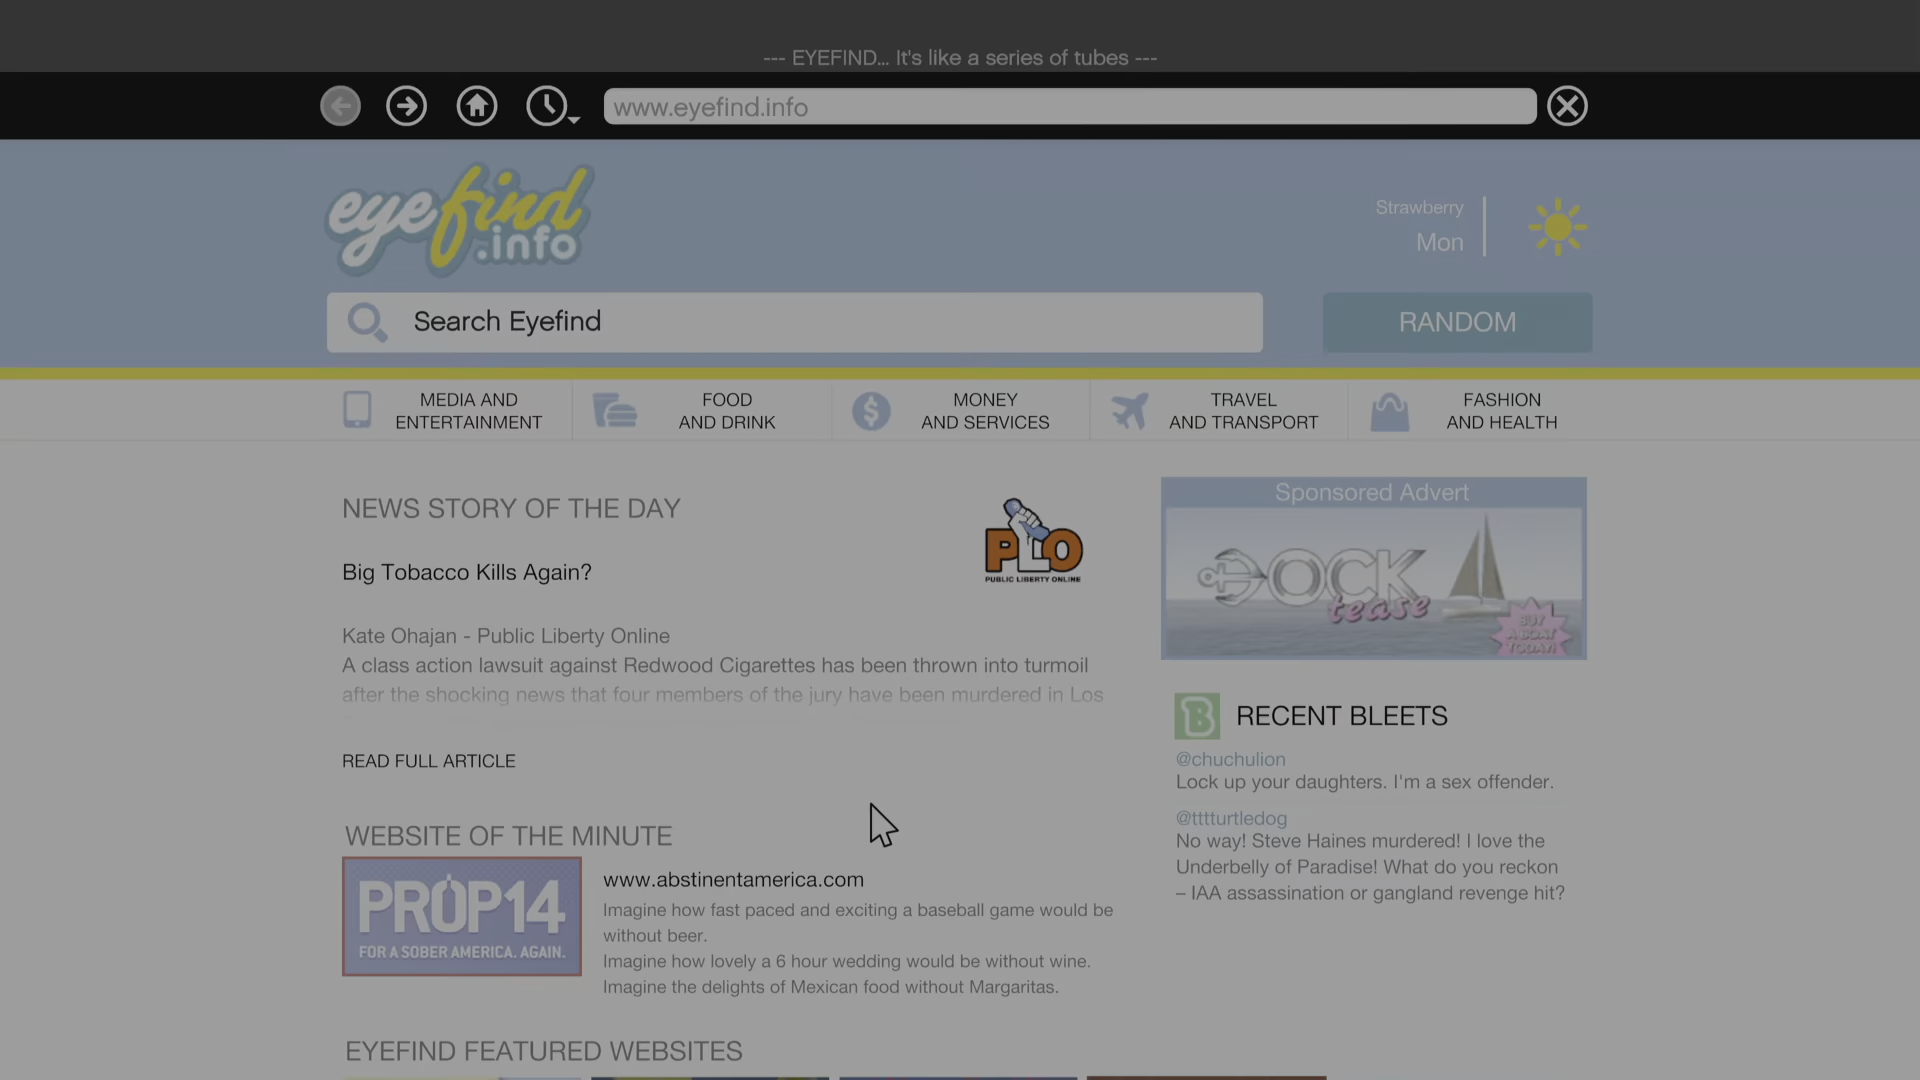 --- EYEFIND... It's like a series of tubes ---
www.eyefind.info
eyefind
.info
Strawberry
Mon
Search Eyefind
RANDOM
MEDIA AND
ENTERTAINMENT
FOOD
AND DRINK
MONEY
AND SERVICES
TRAVEL
AND TRANSPORT
FASHION
AND HEALTH
NEWS STORY OF THE DAY
PLO
PUBLIC LIBERTY ONLINE
Big Tobacco Kills Again?
Kate Ohajan - Public Liberty Online
A class action lawsuit against Redwood Cigarettes has been thrown into turmoil
after the shocking news that four members of the jury have been murdered in Los
READ FULL ARTICLE
Sponsored Advert
DOCK
tease
BUY
A BOAT
TODAY!
B
RECENT BLEETS
@chuchulion
Lock up your daughters. I'm a sex offender.
@tttturtledog
No way! Steve Haines murdered! I love the
Underbelly of Paradise! What do you reckon
– IAA assassination or gangland revenge hit?
WEBSITE OF THE MINUTE
PROP14
FOR A SOBER AMERICA. AGAIN.
www.abstinentamerica.com
Imagine how fast paced and exciting a baseball game would be
without beer.
Imagine how lovely a 6 hour wedding would be without wine.
Imagine the delights of Mexican food without Margaritas.
EYEFIND FEATURED WEBSITES